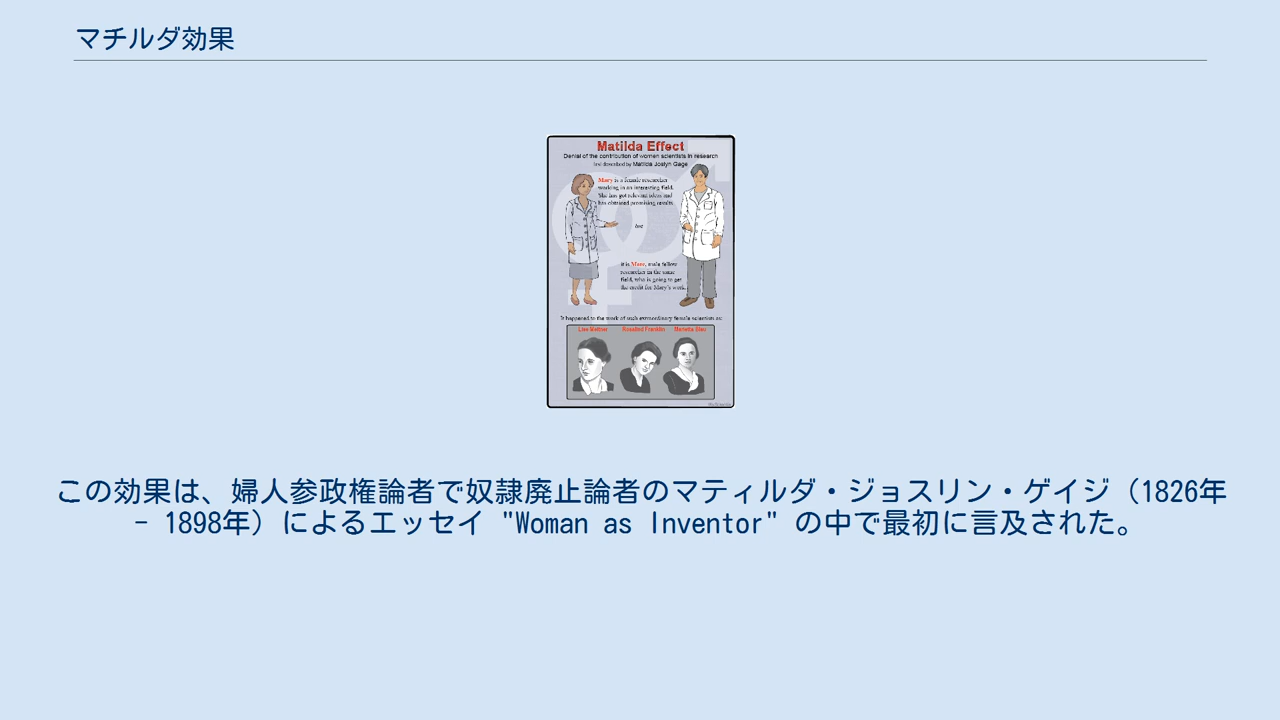 マチルダ効果
Matilda Effect
Denial of the contribution of women scientists in research
first described by Matilda Joslyn Gage
Mary is a female researcher
working in an interesting field.
She has got relevant ideas and
has obtained promising results
but
it is Marc, male fellow
researcher in the same
field, who is going to get
the credit for Mary's work.
It happened to the work of such extraordinary female scientists as:
Lise Meitner Rosalind Franklin Marietta Blau
この効果は、婦人参政権論者で奴隷廃止論者のマティルダ・ジョスリン・ゲイジ（1826年
- 1898年）によるエッセイ "Woman as Inventor" の中で最初に言及された。